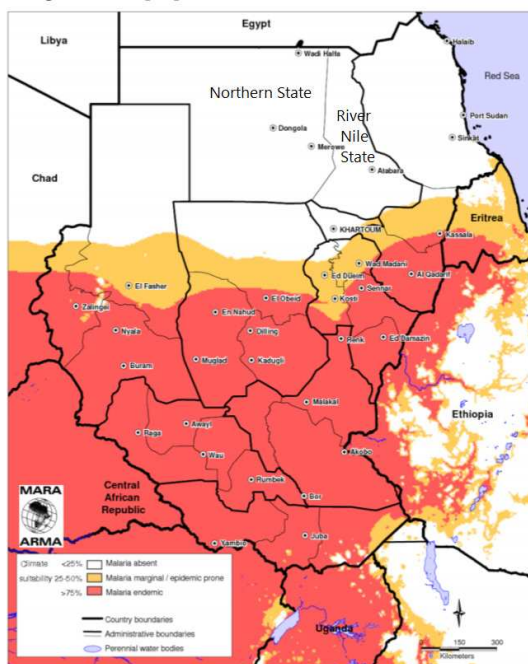 Egypt
Libya
Wadi Halfa
Halaib
Red Sea
Northern State
River
Nile
State
Port Sudan
Dongola
Merowe
Sinkat
Atabara
Chad
Eritrea
KHARTOUM
Kassala
Wad Madani
Ed Dueim
Al Qadarif
El Fasher
Sennar
El Obeid
Kosti
Zalingei
En Nahud
Nyala
Dilling
Renk
Ed Damazin
Muglad
Kadugli
Buram
Malakal
Ethiopia
Raga
Awayl
Wau
Akobo
Rumbek
Central
African
Republic
Bor
MARA
ARMA
Yambio
Juba
Climate <25% Malaria absent
suitability 25-50% Malaria marginal / epidemic prone
>75% Malaria endemic
Country boundaries
Administrative boundaries
Perennial water bodies
Uganda
0 150 300
Kilometers